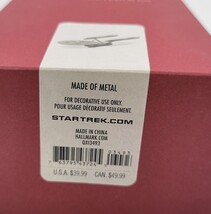 MADE OF METAL
FOR DECORATIVE USE ONLY.
POUR USAGE DÉCORATIF SEULEMENT.
STARTREK.COM
MADE IN CHINA
HALLMARK.COM
QXI3493
U.S.A. $39.99 CAN. $49.99